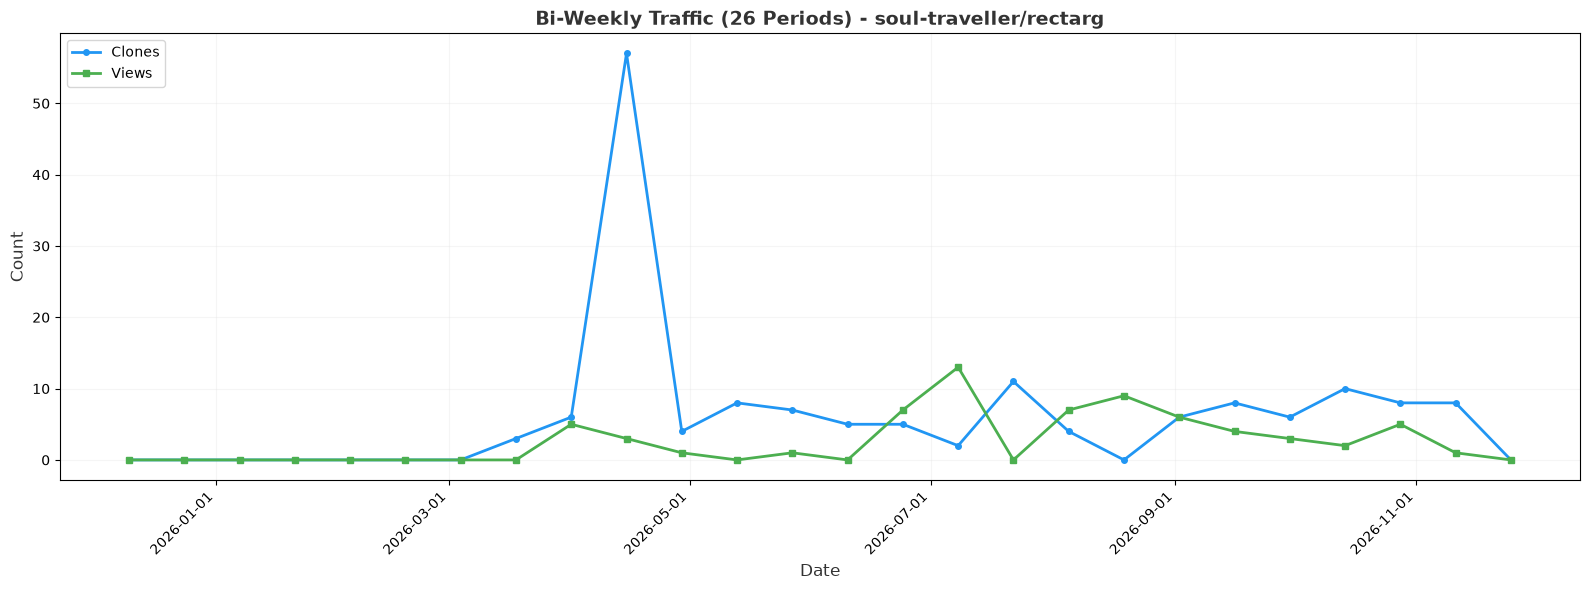 Bi-Weekly Traffic (26 Periods) - soul-traveller/rectarg
Clones
Views
Count
50
40
30
20
10
0
2026-01-01
2026-03-01
2026-05-01
2026-07-01
2026-09-01
2026-11-01
Date